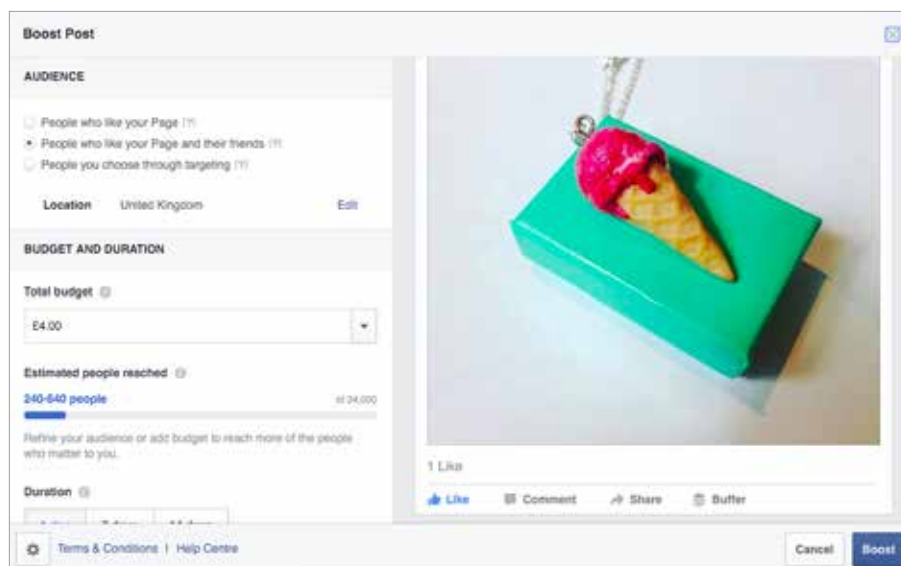 Boost Post
AUDIENCE
People who like your Page [?]
People who like your Page and their friends [?]
People you choose through targeting [?]
Location United Kingdom Edit
BUDGET AND DURATION
Total budget
£4.00
Estimated people reached
240-640 people
Refine your audience or add budget to reach more of the people
who matter to you.
Duration
1 Like
Like Comment Share Buffer
Terms & Conditions | Help Centre
Cancel Boost